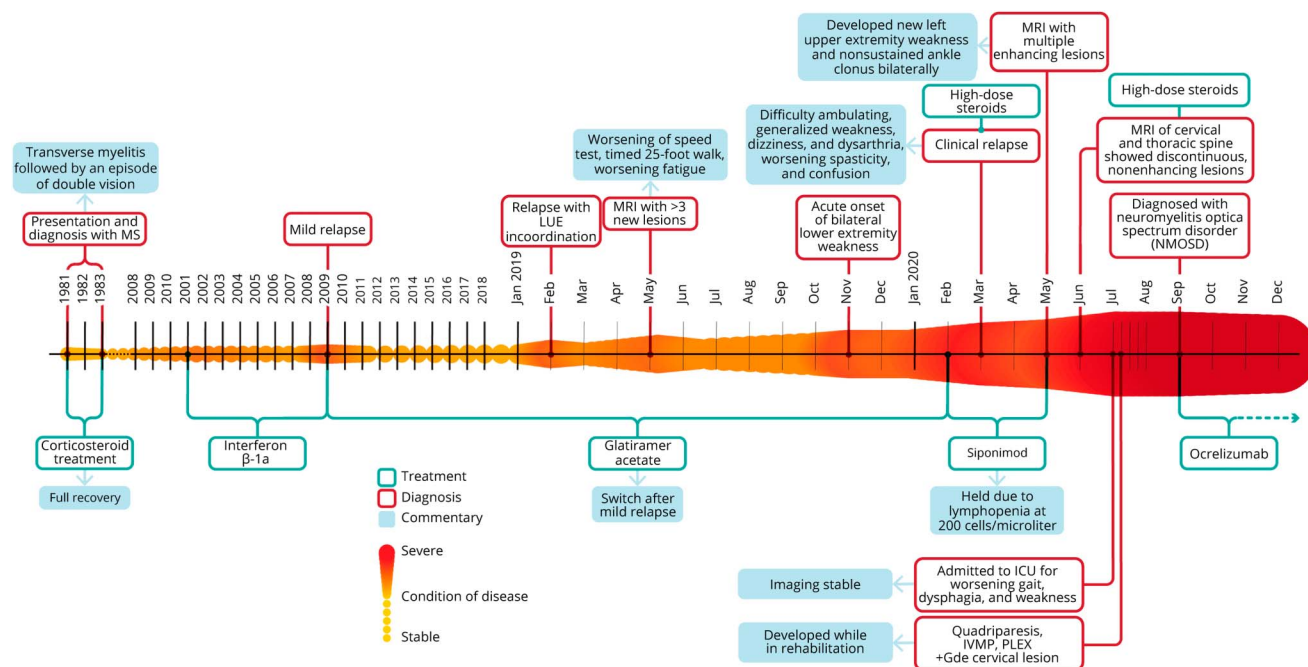 Developed new left
upper extremity weakness
and nonsustained ankle
clonus bilaterally
MRI with
multiple
enhancing lesions
High-dose
steroids
High-dose steroids
Transverse myelitis
followed by an episode
of double vision
Worsening of speed
test, timed 25-foot walk,
worsening fatigue
Difficulty ambulating,
generalized weakness,
dizziness, and dysarthria,
worsening spasticity,
and confusion
Clinical relapse
MRI of cervical
and thoracic spine
showed discontinuous,
nonenhancing lesions
Presentation and
diagnosis with MS
Mild relapse
Relapse with
LUE
incoordination
MRI with >3
new lesions
Acute onset
of bilateral
lower extremity
weakness
Diagnosed with
neuromyelitis optica
spectrum disorder
(NMOSD)
1981
1982
1983
2008
2009
2010
2001
2002
2003
2004
2005
2006
2007
2008
2009
2010
2011
2012
2013
2014
2015
2016
2017
2018
Jan 2019
Feb
Mar
Apr
May
Jun
Jul
Aug
Sep
Oct
Nov
Dec
Jan 2020
Feb
Mar
Apr
May
Jun
Jul
Aug
Sep
Oct
Nov
Dec
Corticosteroid
treatment
Interferon
β-1a
Glatiramer
acetate
Siponimod
Ocrelizumab
Full recovery
Switch after
mild relapse
Held due to
lymphopenia at
200 cells/microliter
Treatment
Diagnosis
Commentary
Severe
Condition of disease
Stable
Imaging stable
Admitted to ICU for
worsening gait,
dysphagia, and weakness
Developed while
in rehabilitation
Quadriparesis,
IVMP, PLEX
+Gde cervical lesion